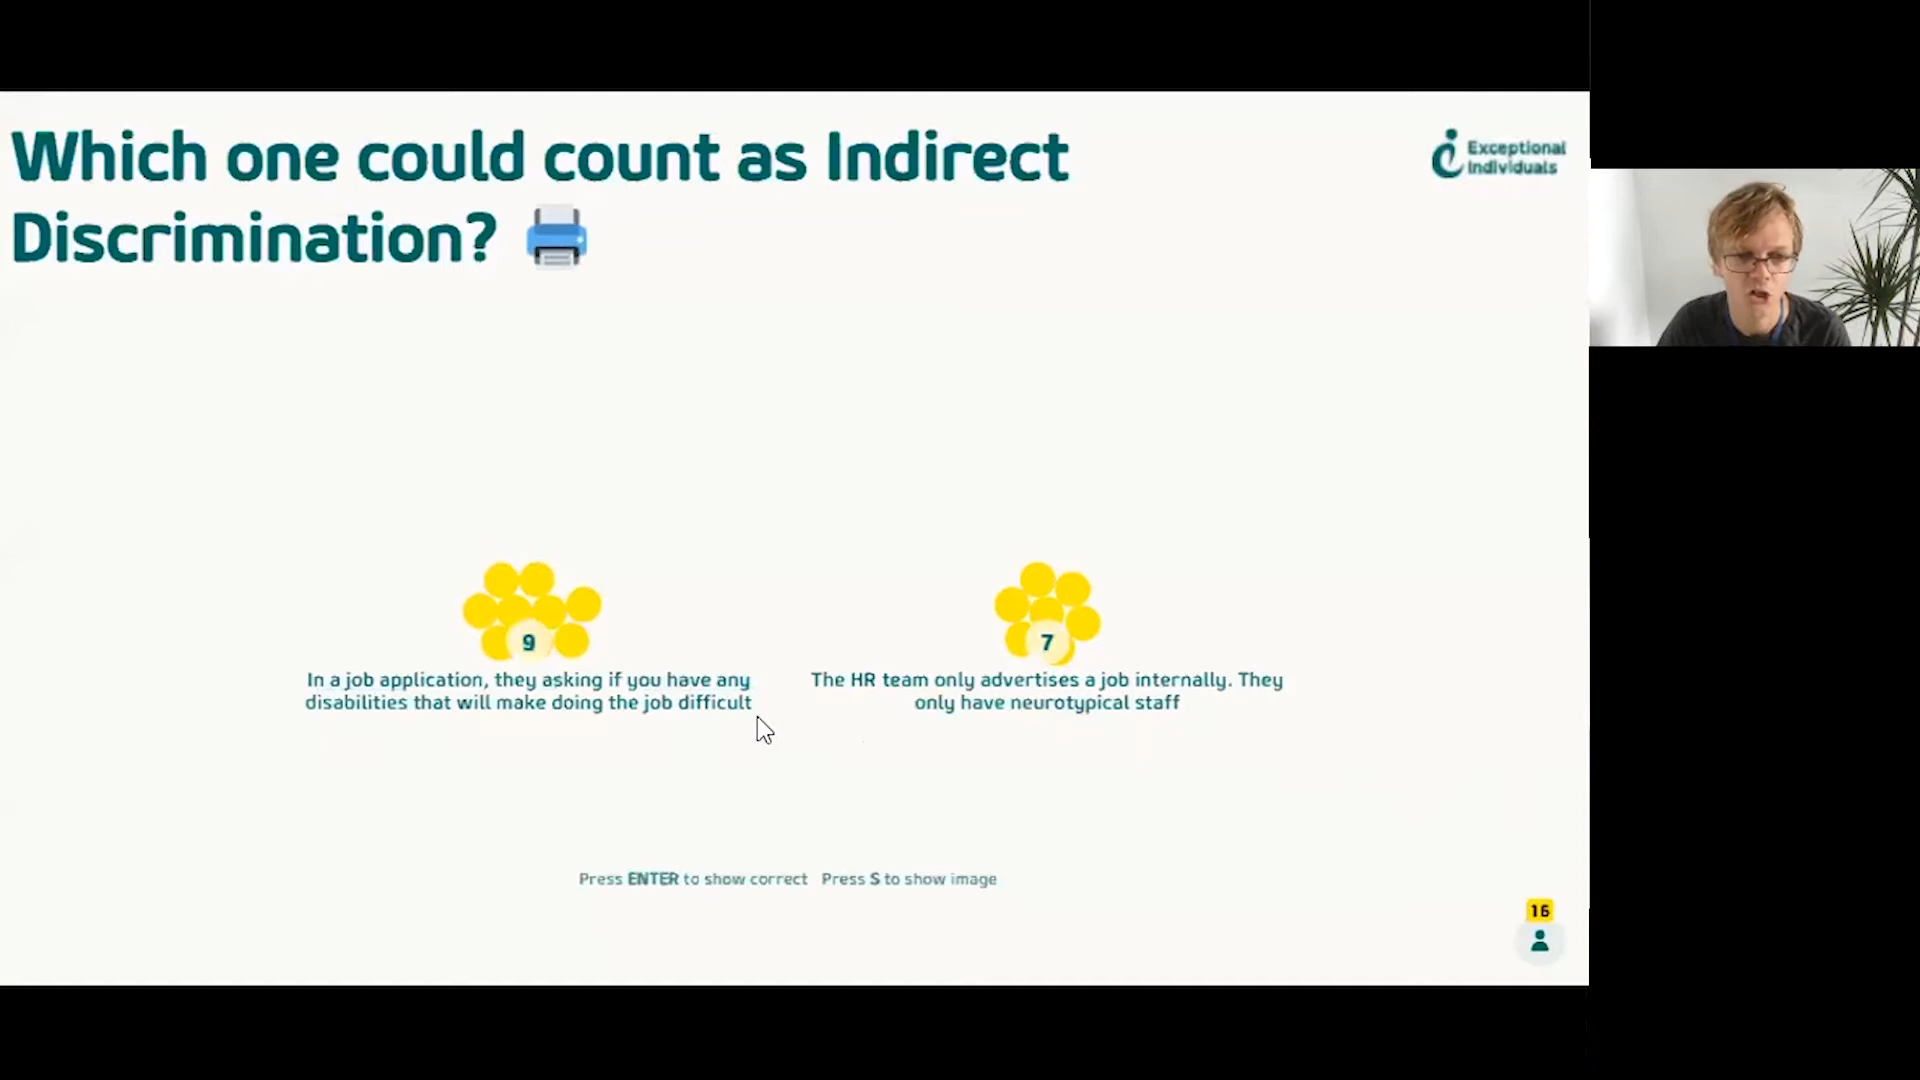 Which one could count as Indirect
Discrimination?
Exceptional
Individuals
9
In a job application, they asking if you have any
disabilities that will make doing the job difficult
7
The HR team only advertises a job internally. They
only have neurotypical staff
Press ENTER to show correct Press S to show image
16